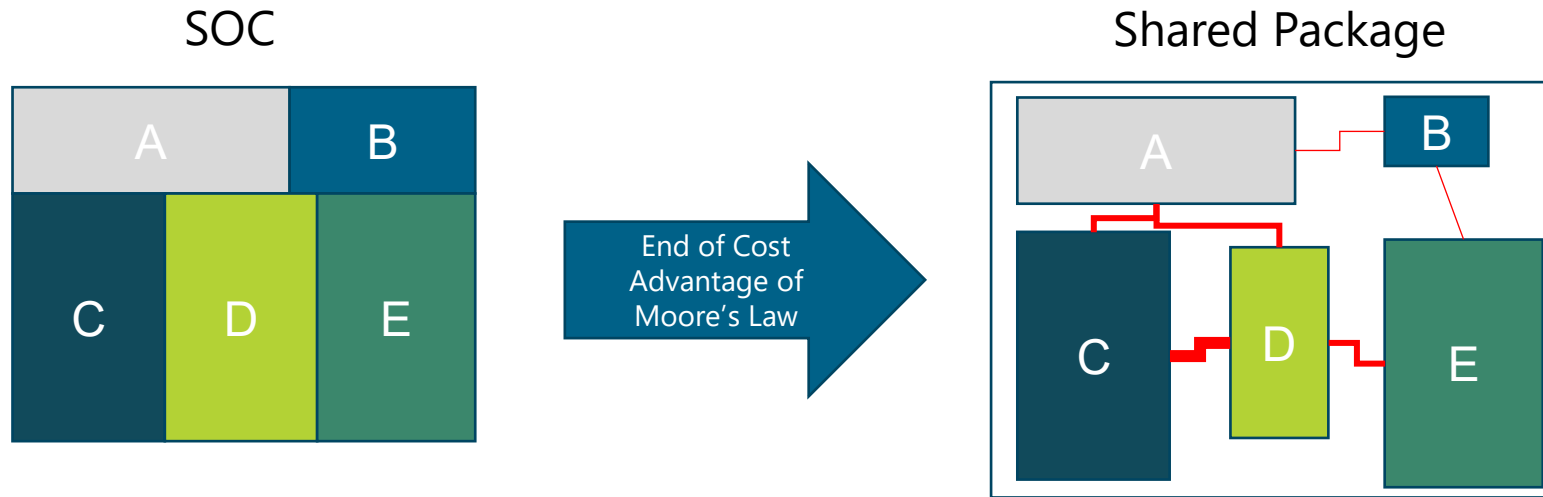 SOC
Shared Package
A
B
C
D
E
End of Cost
Advantage of
Moore's Law
A
B
C
D
E